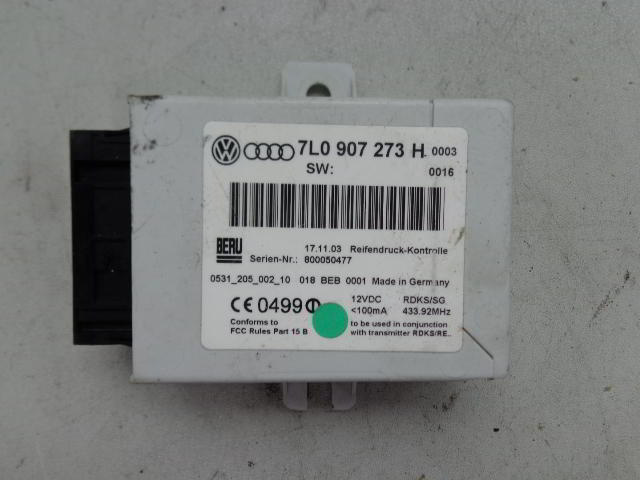 7L0 907 273 H 0003
SW: 0016
BERU
17.11.03 Reifendruck-Kontrolle
Serien-Nr.: 800050477
0531_205_002_10 018 BEB 0001 Made in Germany
CE 0499 12VDC RDKS/SG
<100mA 433.92MHz
Conforms to to be used in conjunction
FCC Rules Part 15 B with transmitter RDKS/RE..